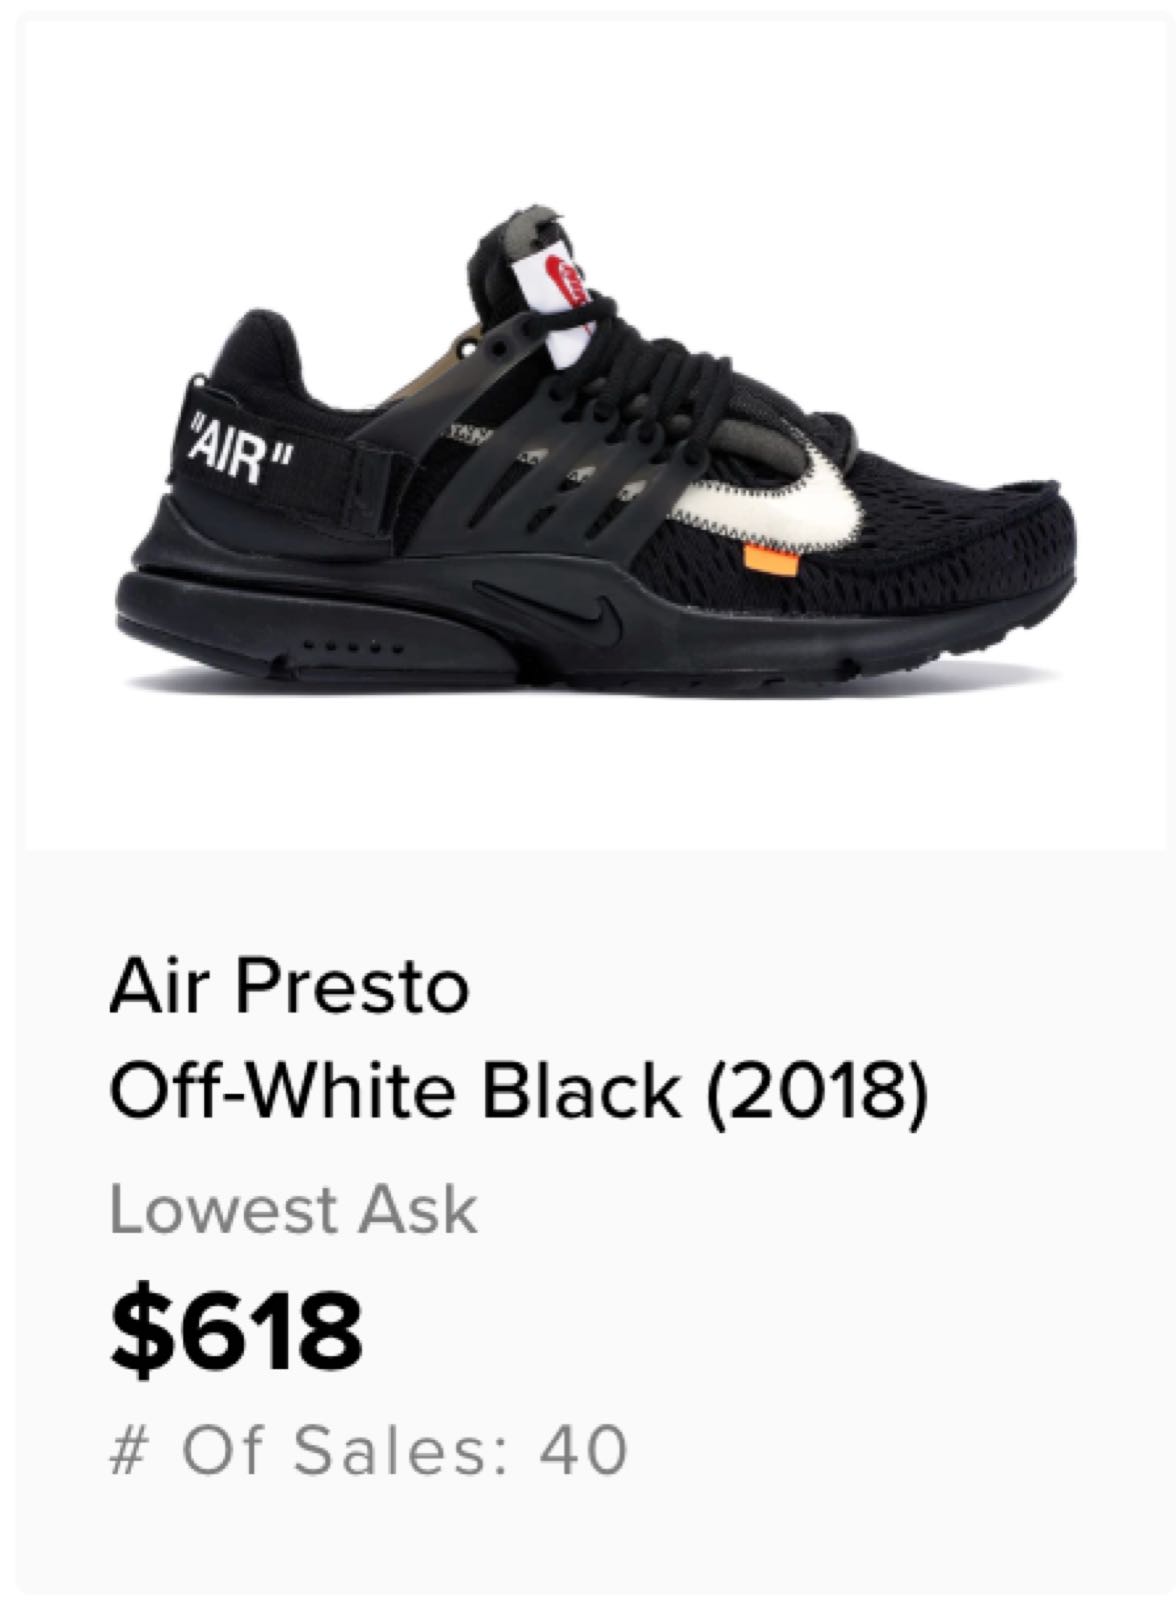 "AIR"
Air Presto
Off-White Black (2018)
Lowest Ask
$618
# Of Sales: 40